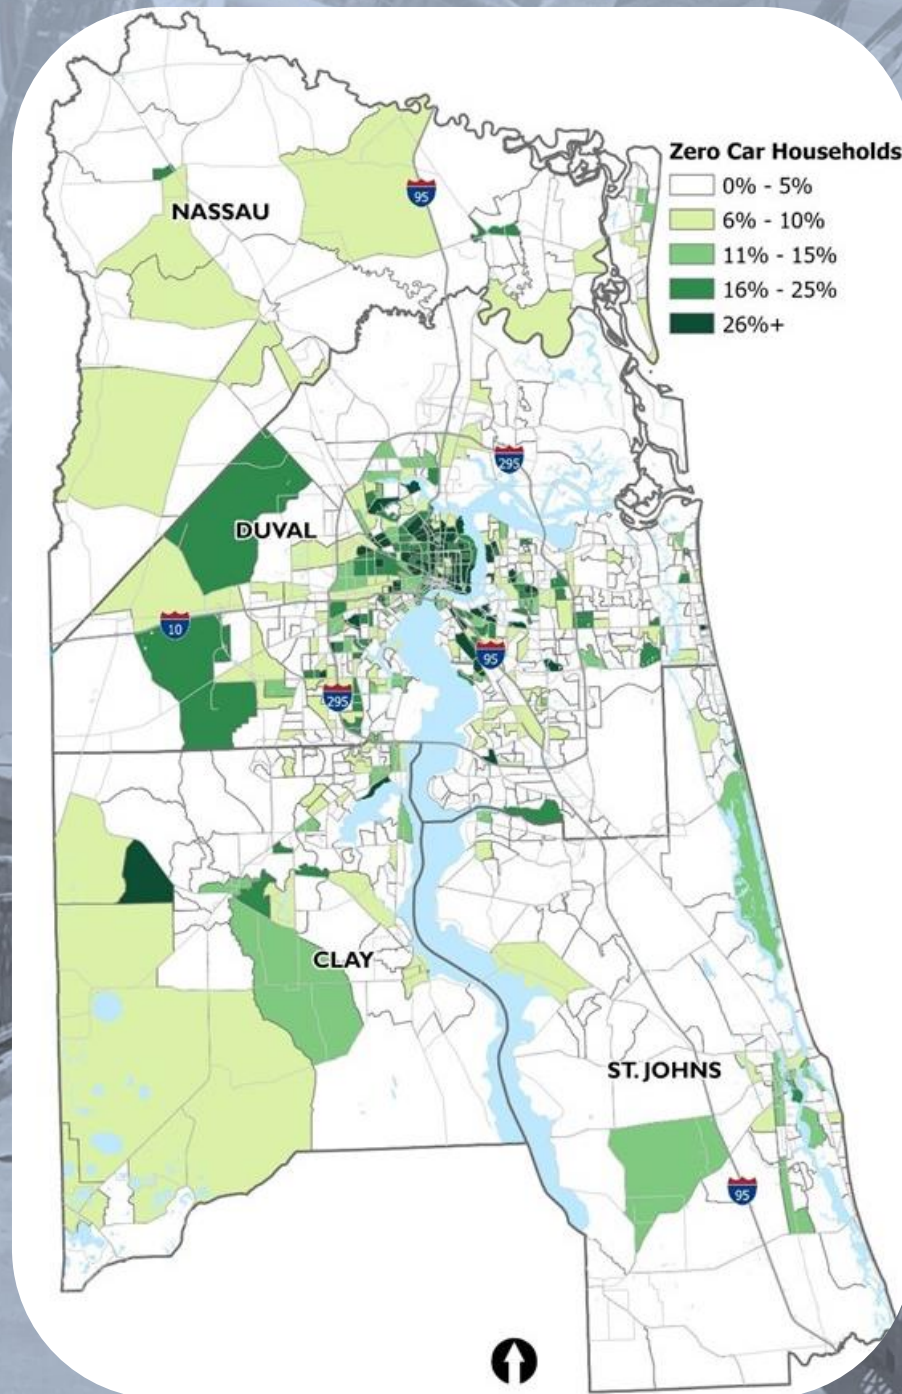 Zero Car Households
0% - 5%
6% - 10%
11% - 15%
16% - 25%
26%+
NASSAU
95
295
DUVAL
10
95
295
CLAY
ST. JOHNS
95